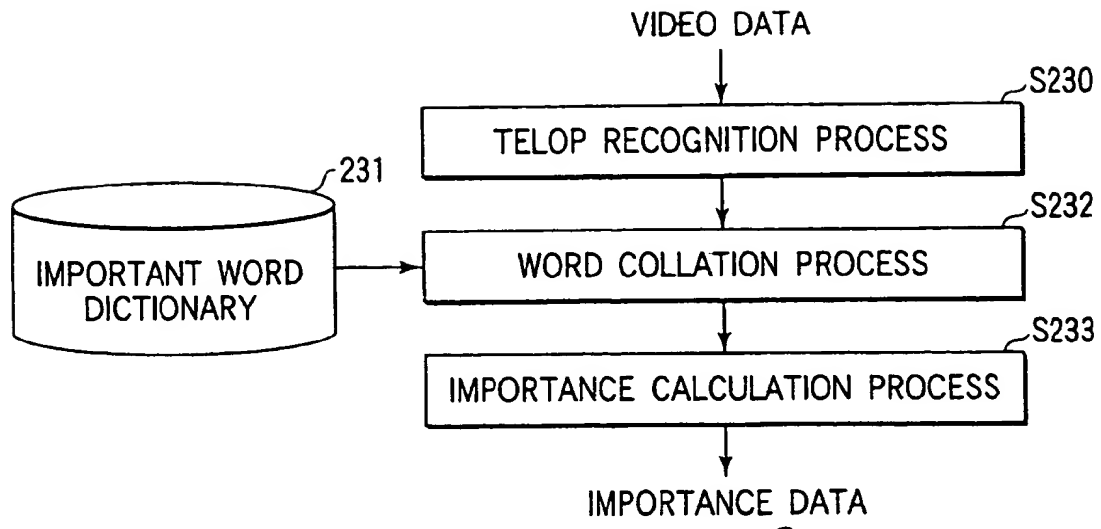 VIDEO DATA
S230
TELOP RECOGNITION PROCESS
231
S232
IMPORTANT WORD
DICTIONARY
WORD COLLATION PROCESS
S233
IMPORTANCE CALCULATION PROCESS
IMPORTANCE DATA